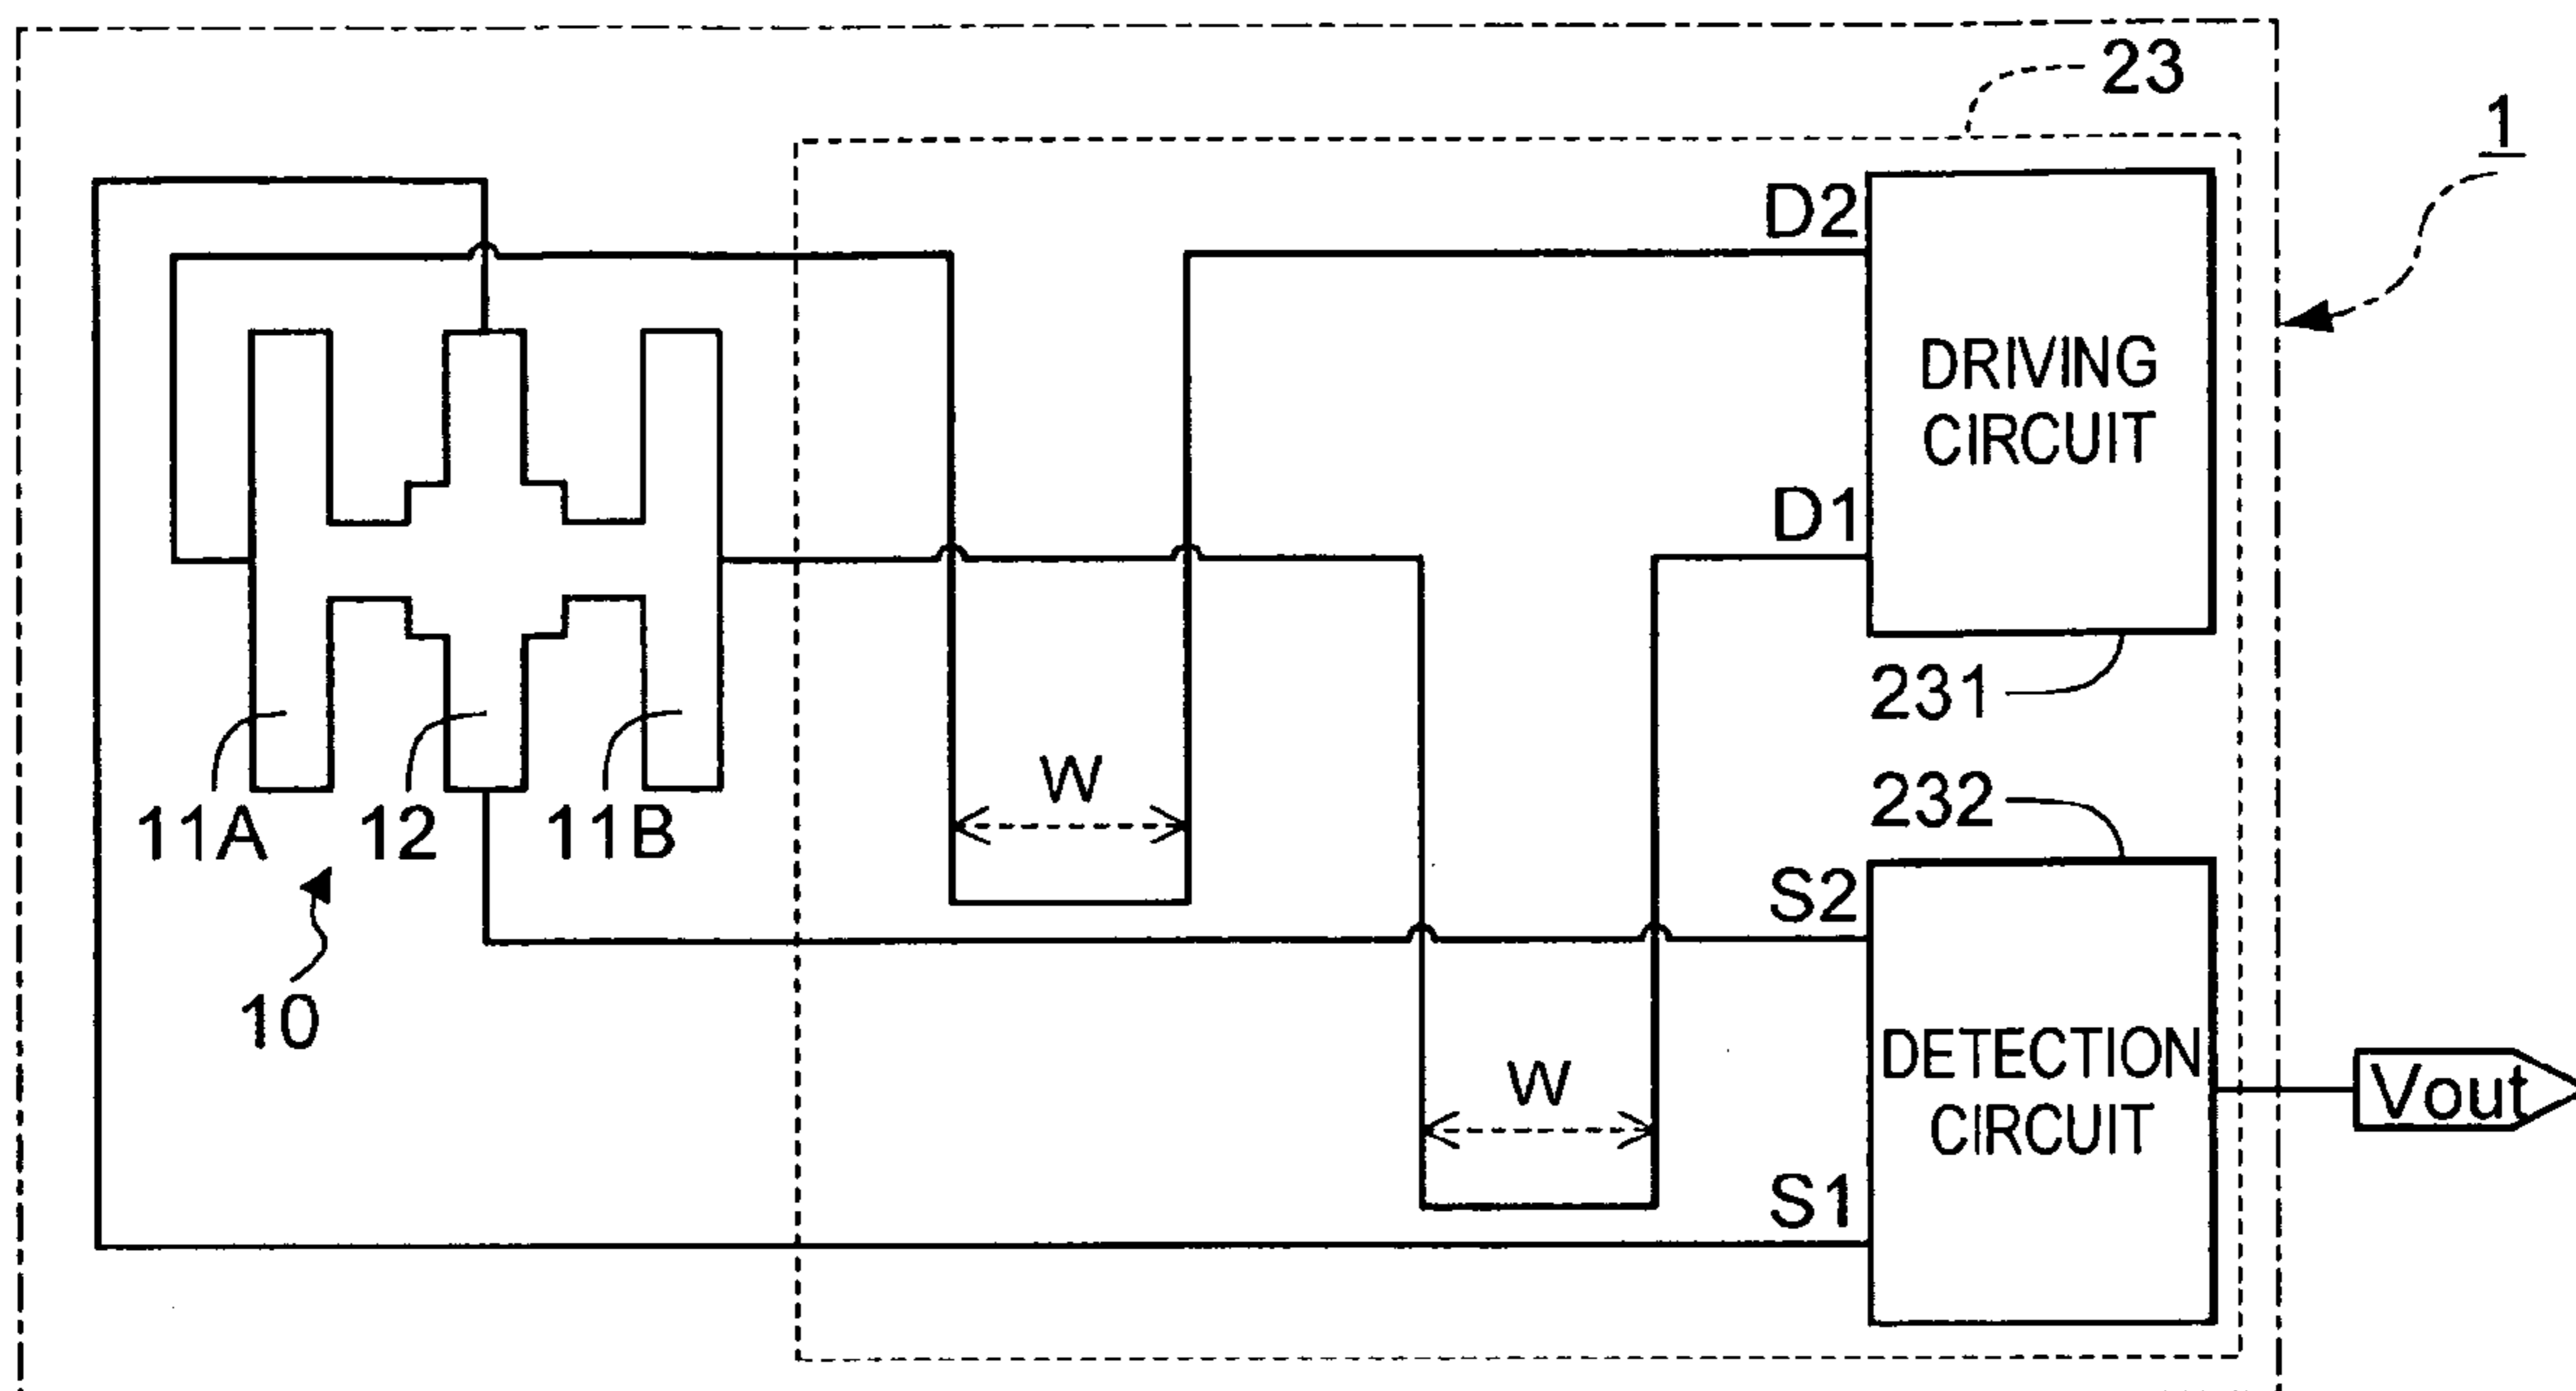 23
1
D2
DRIVING
CIRCUIT
D1
231
W
232
11A
12
11B
S2
10
DETECTION
CIRCUIT
W
Vout
S1